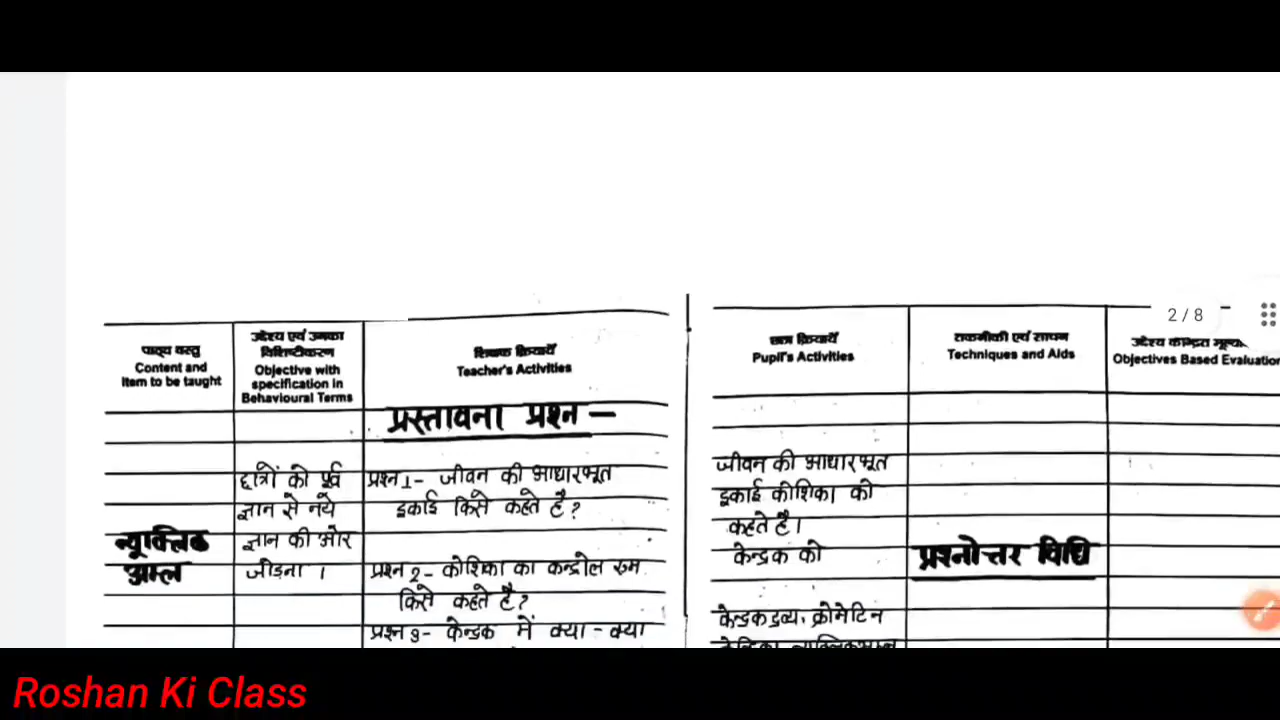 2 / 8
पाठ्य वस्तु
Content and
Item to be taught
उद्देश्य एवं उनका
विशिष्टीकरण
Objective with
specification in
Behavioural Terms
शिक्षक क्रियायें
Teacher's Activities
छात्र क्रियायें
Pupil's Activities
तकनीकी एवं साधन
Techniques and Aids
उद्देश्य केन्द्रित
Objectives Based Evaluation
प्रस्तावना प्रश्न —
न्यूक्लिक
अम्ल
छात्रों को पूर्व
ज्ञान से नये
ज्ञान की ओर
जोड़ना ।
प्रश्न 1- जीवन की आधारभूत
इकाई किसे कहते है?
प्रश्न 2- कोशिका का कन्ट्रोल रुम
किसे कहते है?
प्रश्न 3- केन्द्रक में क्या - क्या
जीवन की आधारभूत
इकाई कोशिका को
कहते है।
केन्द्रक को
केन्द्रकद्रव्य, क्रोमेटिन
प्रश्नोत्तर विधि
Roshan Ki Class